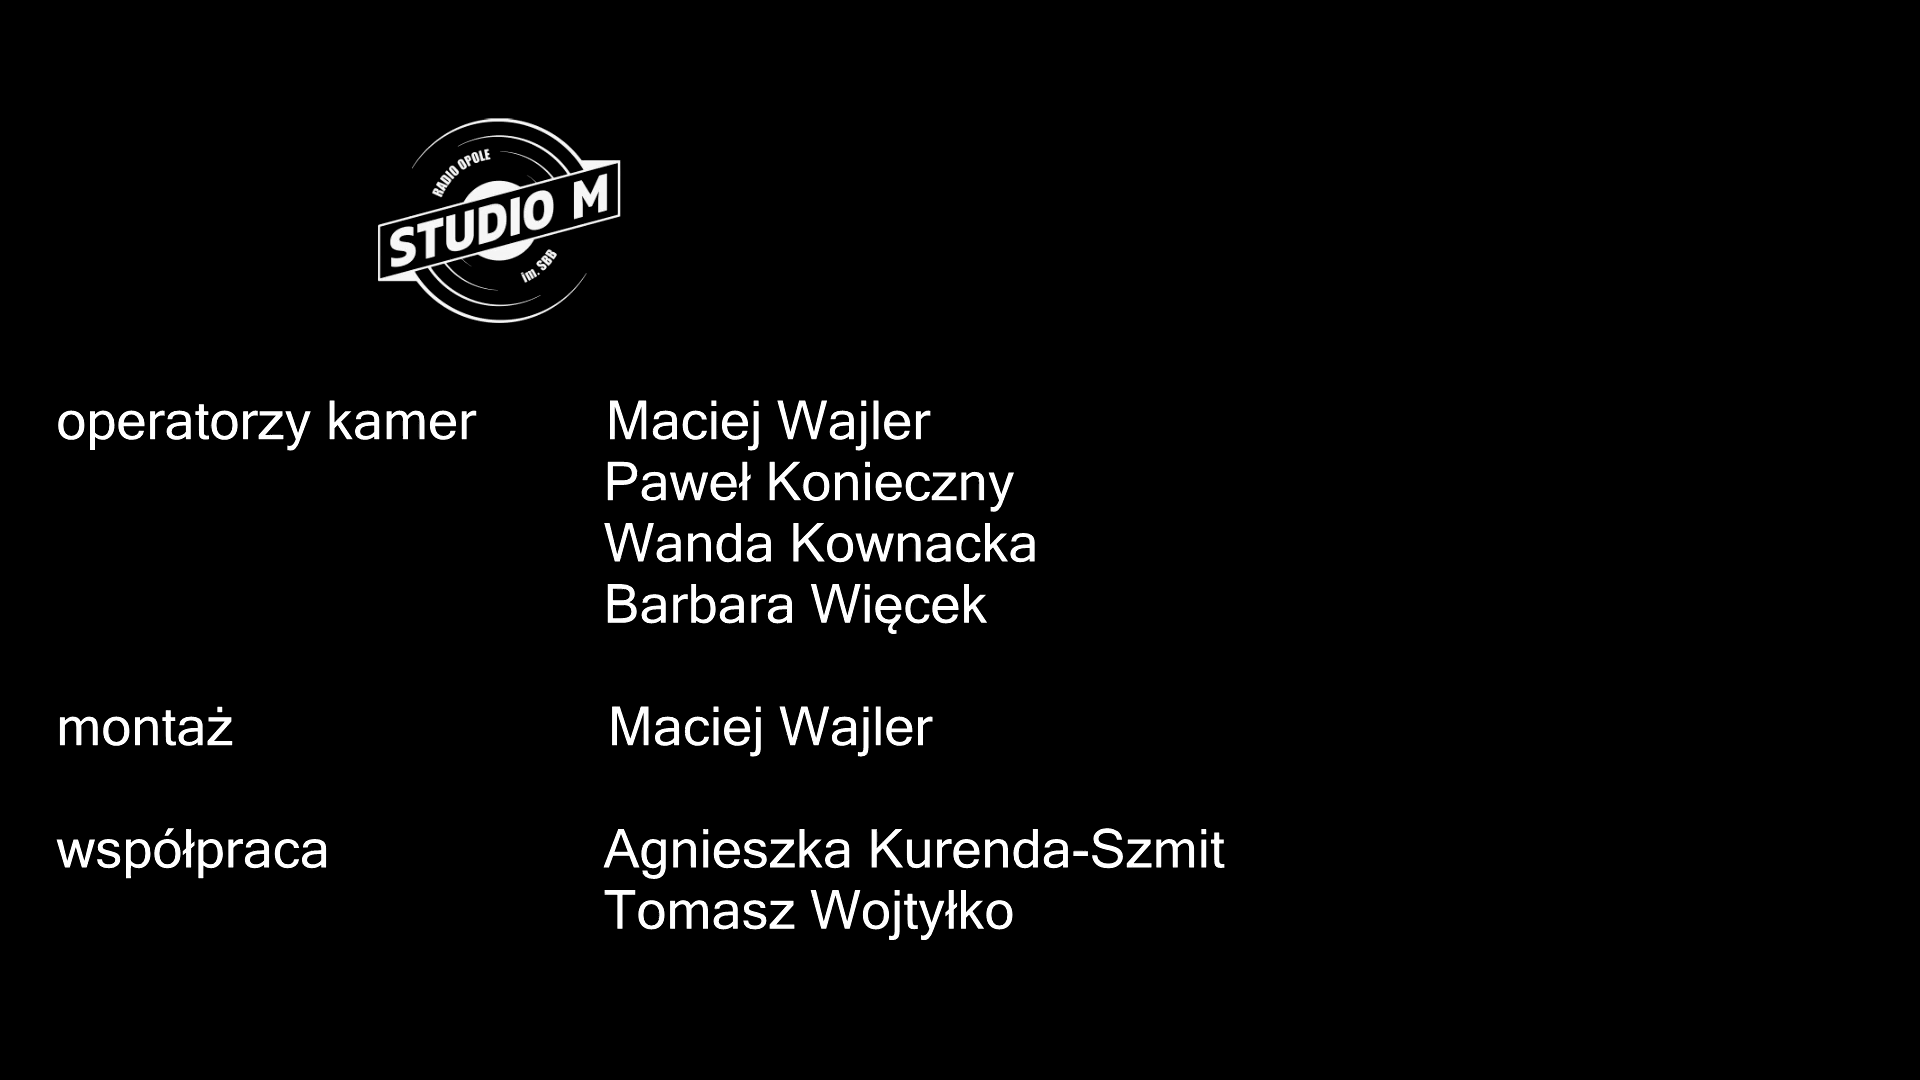 RADIO OPOLE
STUDIO M
im. SBB
operatorzy kamer Maciej Wajler
Paweł Konieczny
Wanda Kownacka
Barbara Więcek
montaż Maciej Wajler
współpraca Agnieszka Kurenda-Szmit
Tomasz Wojtyłko